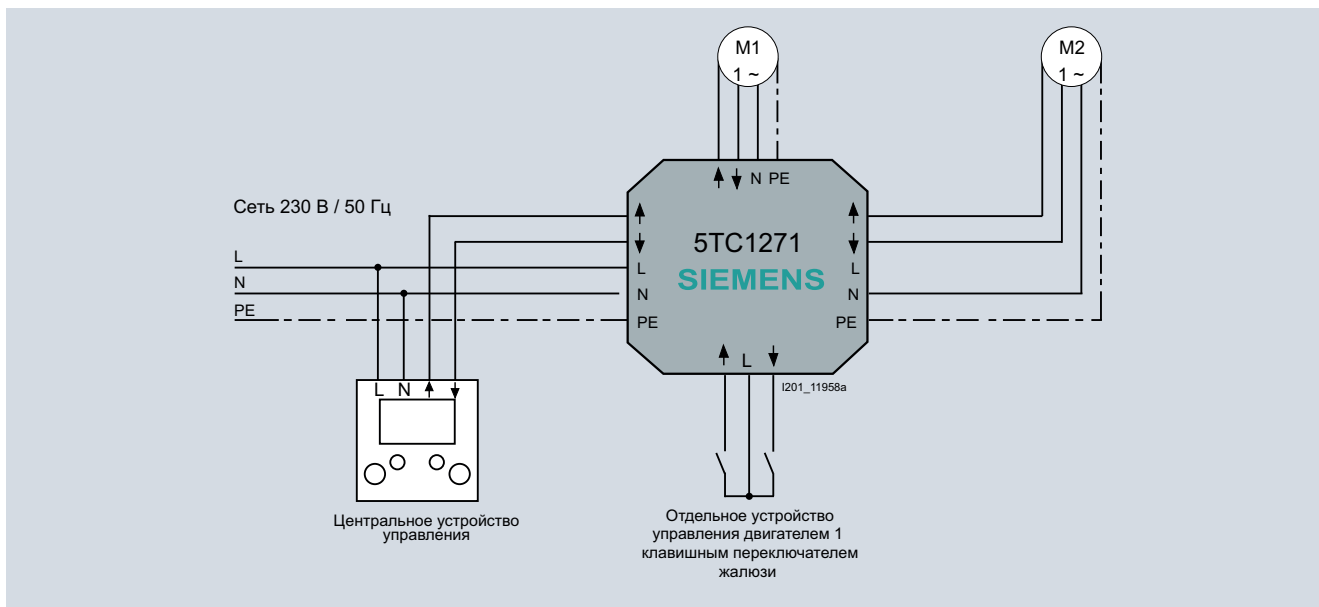 M1
1 ~
M2
1 ~
N PE
Сеть 230 В / 50 Гц
5TC1271
SIEMENS
L
L
L
N
N
N
PE
PE
PE
L
I201_11958a
L N
Центральное устройство
управления
Отдельное устройство
управления двигателем 1
клавишным переключателем
жалюзи